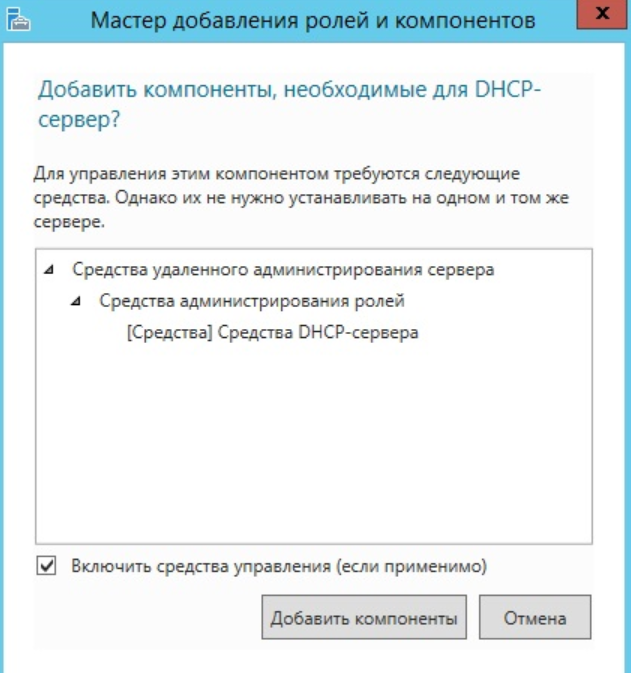 Мастер добавления ролей и компонентов
x
Добавить компоненты, необходимые для DHCP-
сервер?
Для управления этим компонентом требуются следующие
средства. Однако их не нужно устанавливать на одном и том же
сервере.
Средства удаленного администрирования сервера
Средства администрирования ролей
[Средства] Средства DHCP-сервера
Включить средства управления (если применимо)
Добавить компоненты
Отмена